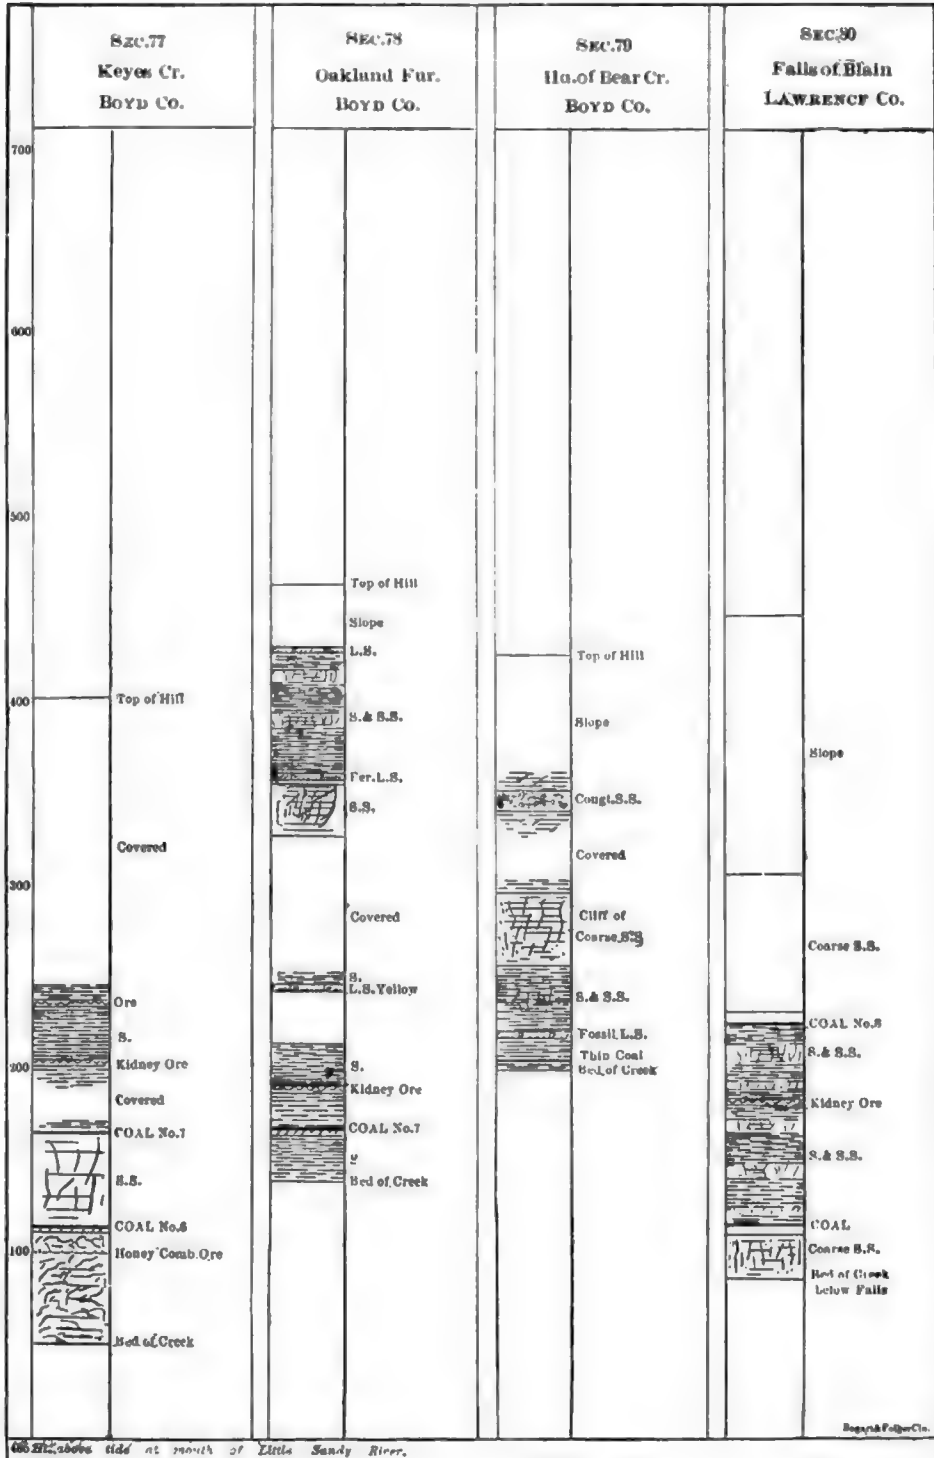 SEC.77
Keyes Cr.
BOYD Co.
SEC.78
Oakland Fur.
BOYD Co.
SEC.79
Hd.of Bear Cr.
BOYD Co.
SEC.80
Falls of Blain
LAWRENCE Co.
700
600
500
400
300
200
100
Top of Hill
Covered
Ore
S.
Kidney Ore
Covered
COAL No.7
S.S.
COAL No.6
Honey Comb.Ore
Bed of Creek
Top of Hill
Slope
L.S.
S.& S.S.
Fer.L.S.
S.S.
Covered
S.
L.S.Yellow
S.
Kidney Ore
COAL No.7
Bed of Creek
Top of Hill
Slope
Congl.S.S.
Covered
Cliff of
Coarse S.S.
S.& S.S.
Fossil L.S.
Thin Coal
Bed of Creek
Slope
Coarse S.S.
COAL No.8
S.& S.S.
Kidney Ore
S.& S.S.
COAL
Coarse S.S.
Bed of Creek
below Falls
above tide at mouth of Little Sandy River.